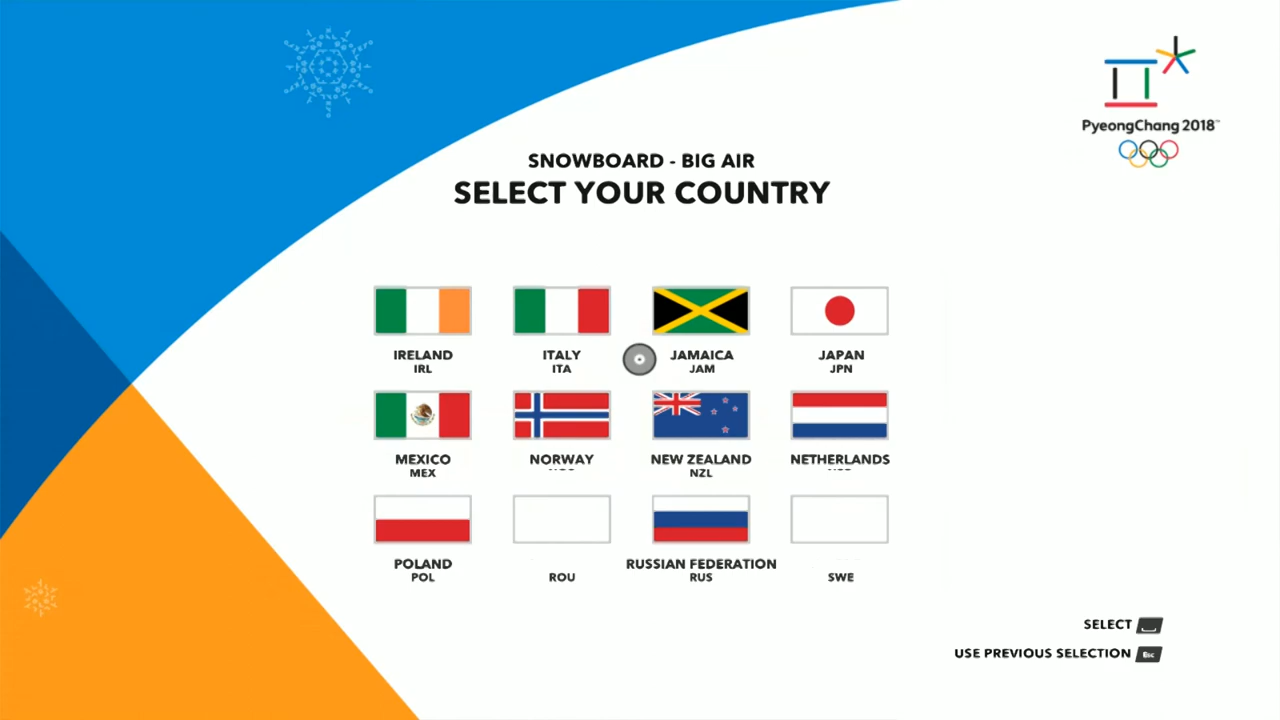 PyeongChang 2018™
SNOWBOARD - BIG AIR
SELECT YOUR COUNTRY
IRELAND ITALY JAMAICA JAPAN
IRL ITA JAM JPN
MEXICO NORWAY NEW ZEALAND NETHERLANDS
MEX NZL
POLAND RUSSIAN FEDERATION
POL ROU RUS SWE
SELECT
USE PREVIOUS SELECTION Esc